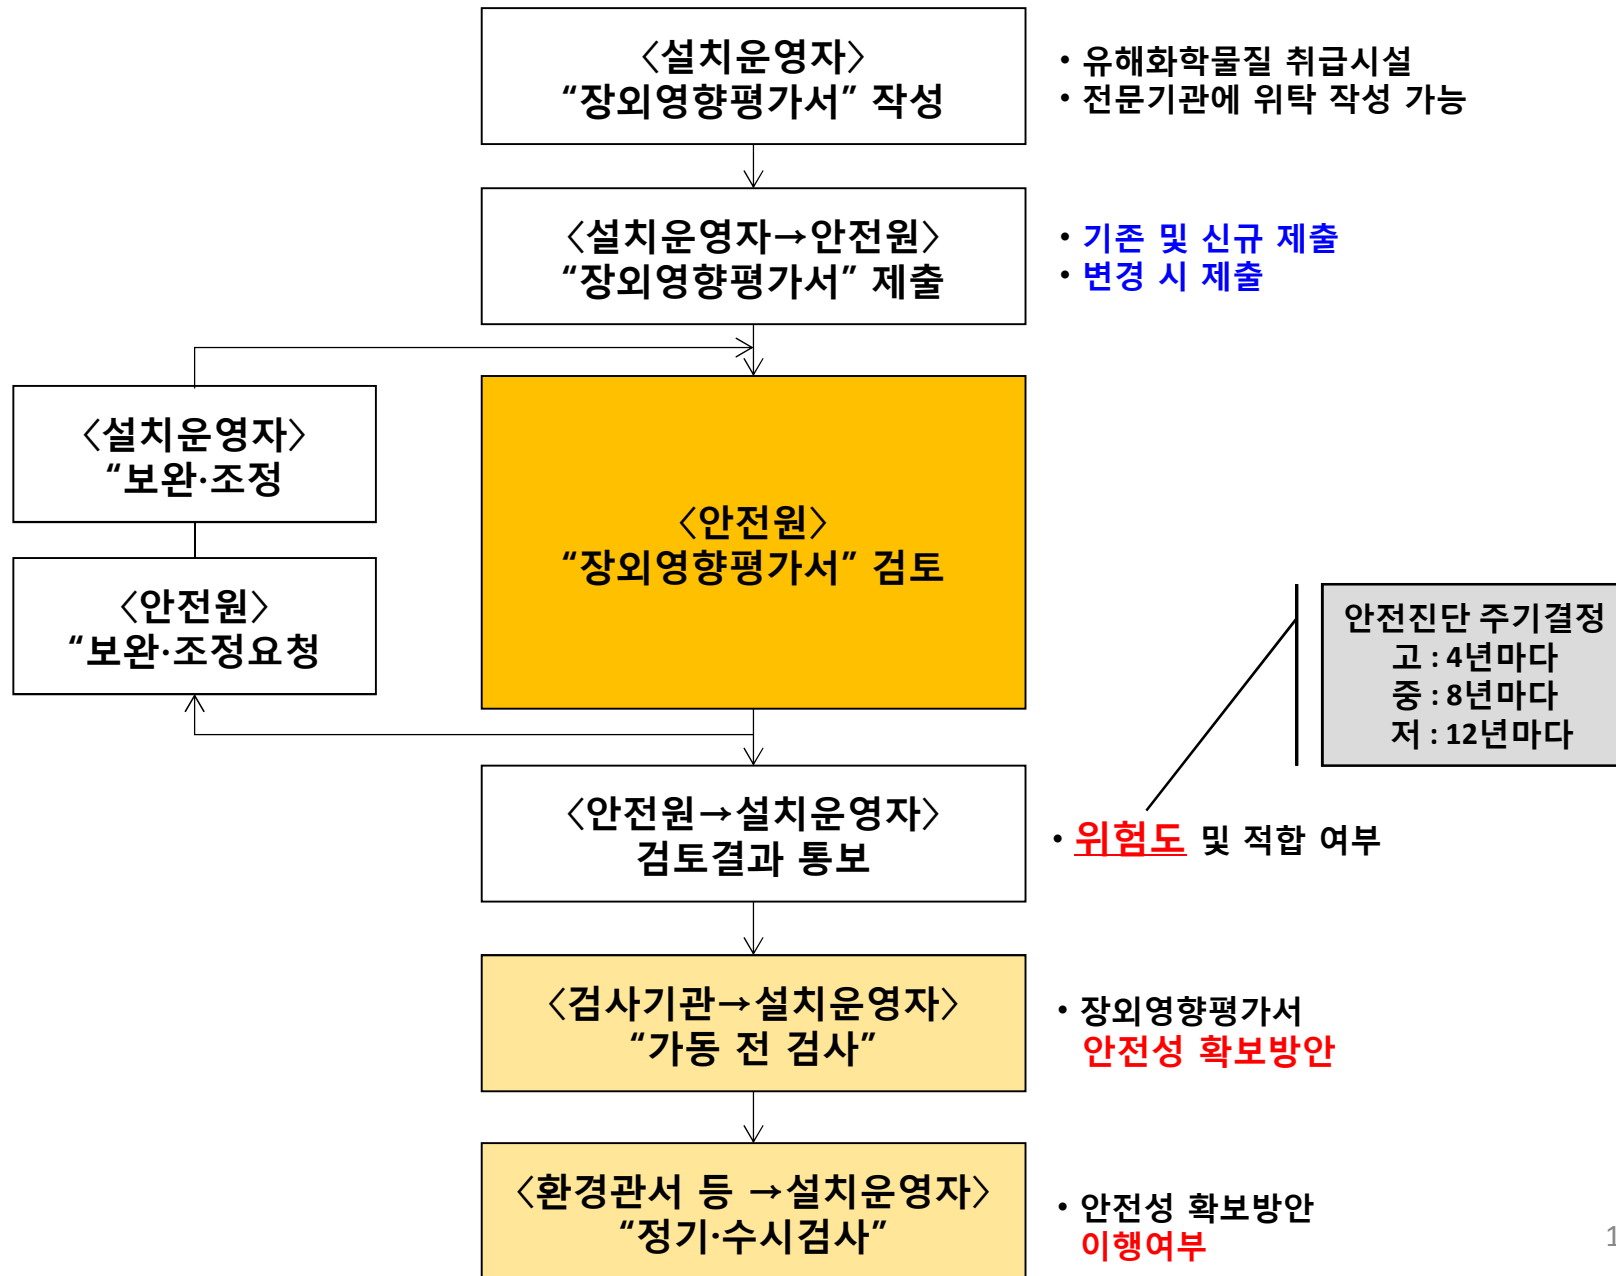 〈설치운영자〉
“장외영향평가서” 작성
• 유해화학물질 취급시설
• 전문기관에 위탁 작성 가능
〈설치운영자→안전원〉
“장외영향평가서” 제출
• 기존 및 신규 제출
• 변경 시 제출
〈설치운영자〉
“보완·조정
〈안전원〉
“장외영향평가서” 검토
〈안전원〉
“보완·조정요청
안전진단 주기결정
고 : 4년마다
중 : 8년마다
저 : 12년마다
〈안전원→설치운영자〉
검토결과 통보
• 위험도 및 적합 여부
〈검사기관→설치운영자〉
“가동 전 검사”
• 장외영향평가서
안전성 확보방안
〈환경관서 등 →설치운영자〉
“정기·수시검사”
• 안전성 확보방안
이행여부
1